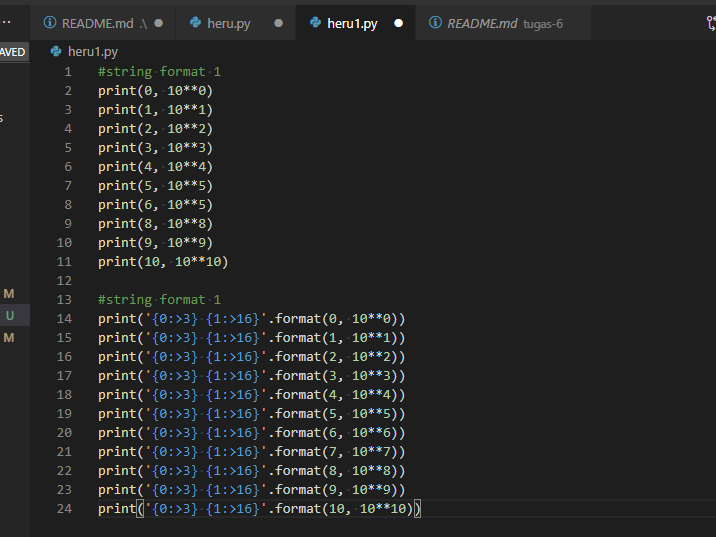 README.md .\
heru.py
heru1.py
README.md tugas-6
AVED
heru1.py
1 #string format 1
2 print(0, 10**0)
3 print(1, 10**1)
4 print(2, 10**2)
5 print(3, 10**3)
6 print(4, 10**4)
7 print(5, 10**5)
8 print(6, 10**5)
9 print(8, 10**8)
10 print(9, 10**9)
11 print(10, 10**10)
12
13 #string format 1
14 print('{0:>3} {1:>16}'.format(0, 10**0))
15 print('{0:>3} {1:>16}'.format(1, 10**1))
16 print('{0:>3} {1:>16}'.format(2, 10**2))
17 print('{0:>3} {1:>16}'.format(3, 10**3))
18 print('{0:>3} {1:>16}'.format(4, 10**4))
19 print('{0:>3} {1:>16}'.format(5, 10**5))
20 print('{0:>3} {1:>16}'.format(6, 10**6))
21 print('{0:>3} {1:>16}'.format(7, 10**7))
22 print('{0:>3} {1:>16}'.format(8, 10**8))
23 print('{0:>3} {1:>16}'.format(9, 10**9))
24 print('{0:>3} {1:>16}'.format(10, 10**10))
s
M
U
M